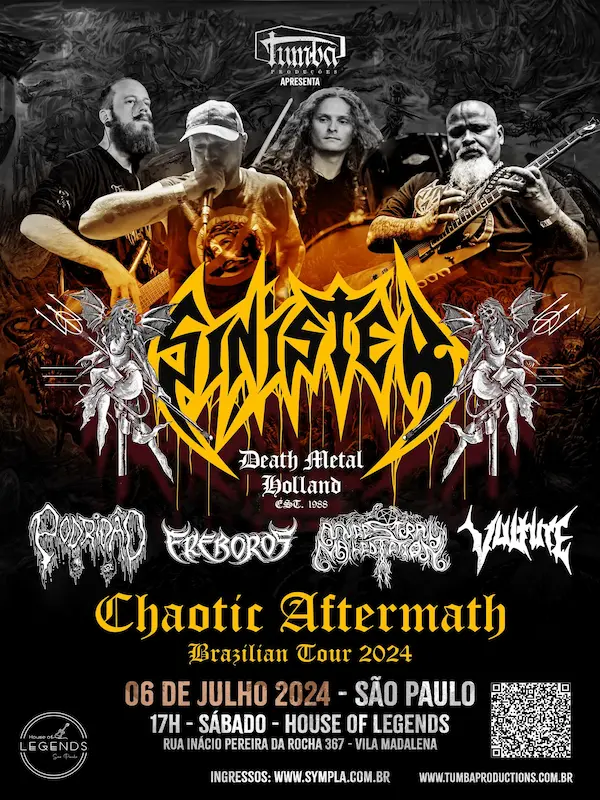 tumba
PRODUCÕES
APRESENTA
SINISTER
Death Metal
Holland
EST. 1988
PODRIDÃO
EREBOROS
VULTURE
Chaotic Aftermath
Brazilian Tour 2024
06 DE JULHO 2024 - SÃO PAULO
17H - SÁBADO - HOUSE OF LEGENDS
RUA INÁCIO PEREIRA DA ROCHA 367 - VILA MADALENA
House of
LEGENDS
São Paulo
INGRESSOS: WWW.SYMPLA.COM.BR
WWW.TUMBAPRODUCTIONS.COM.BR